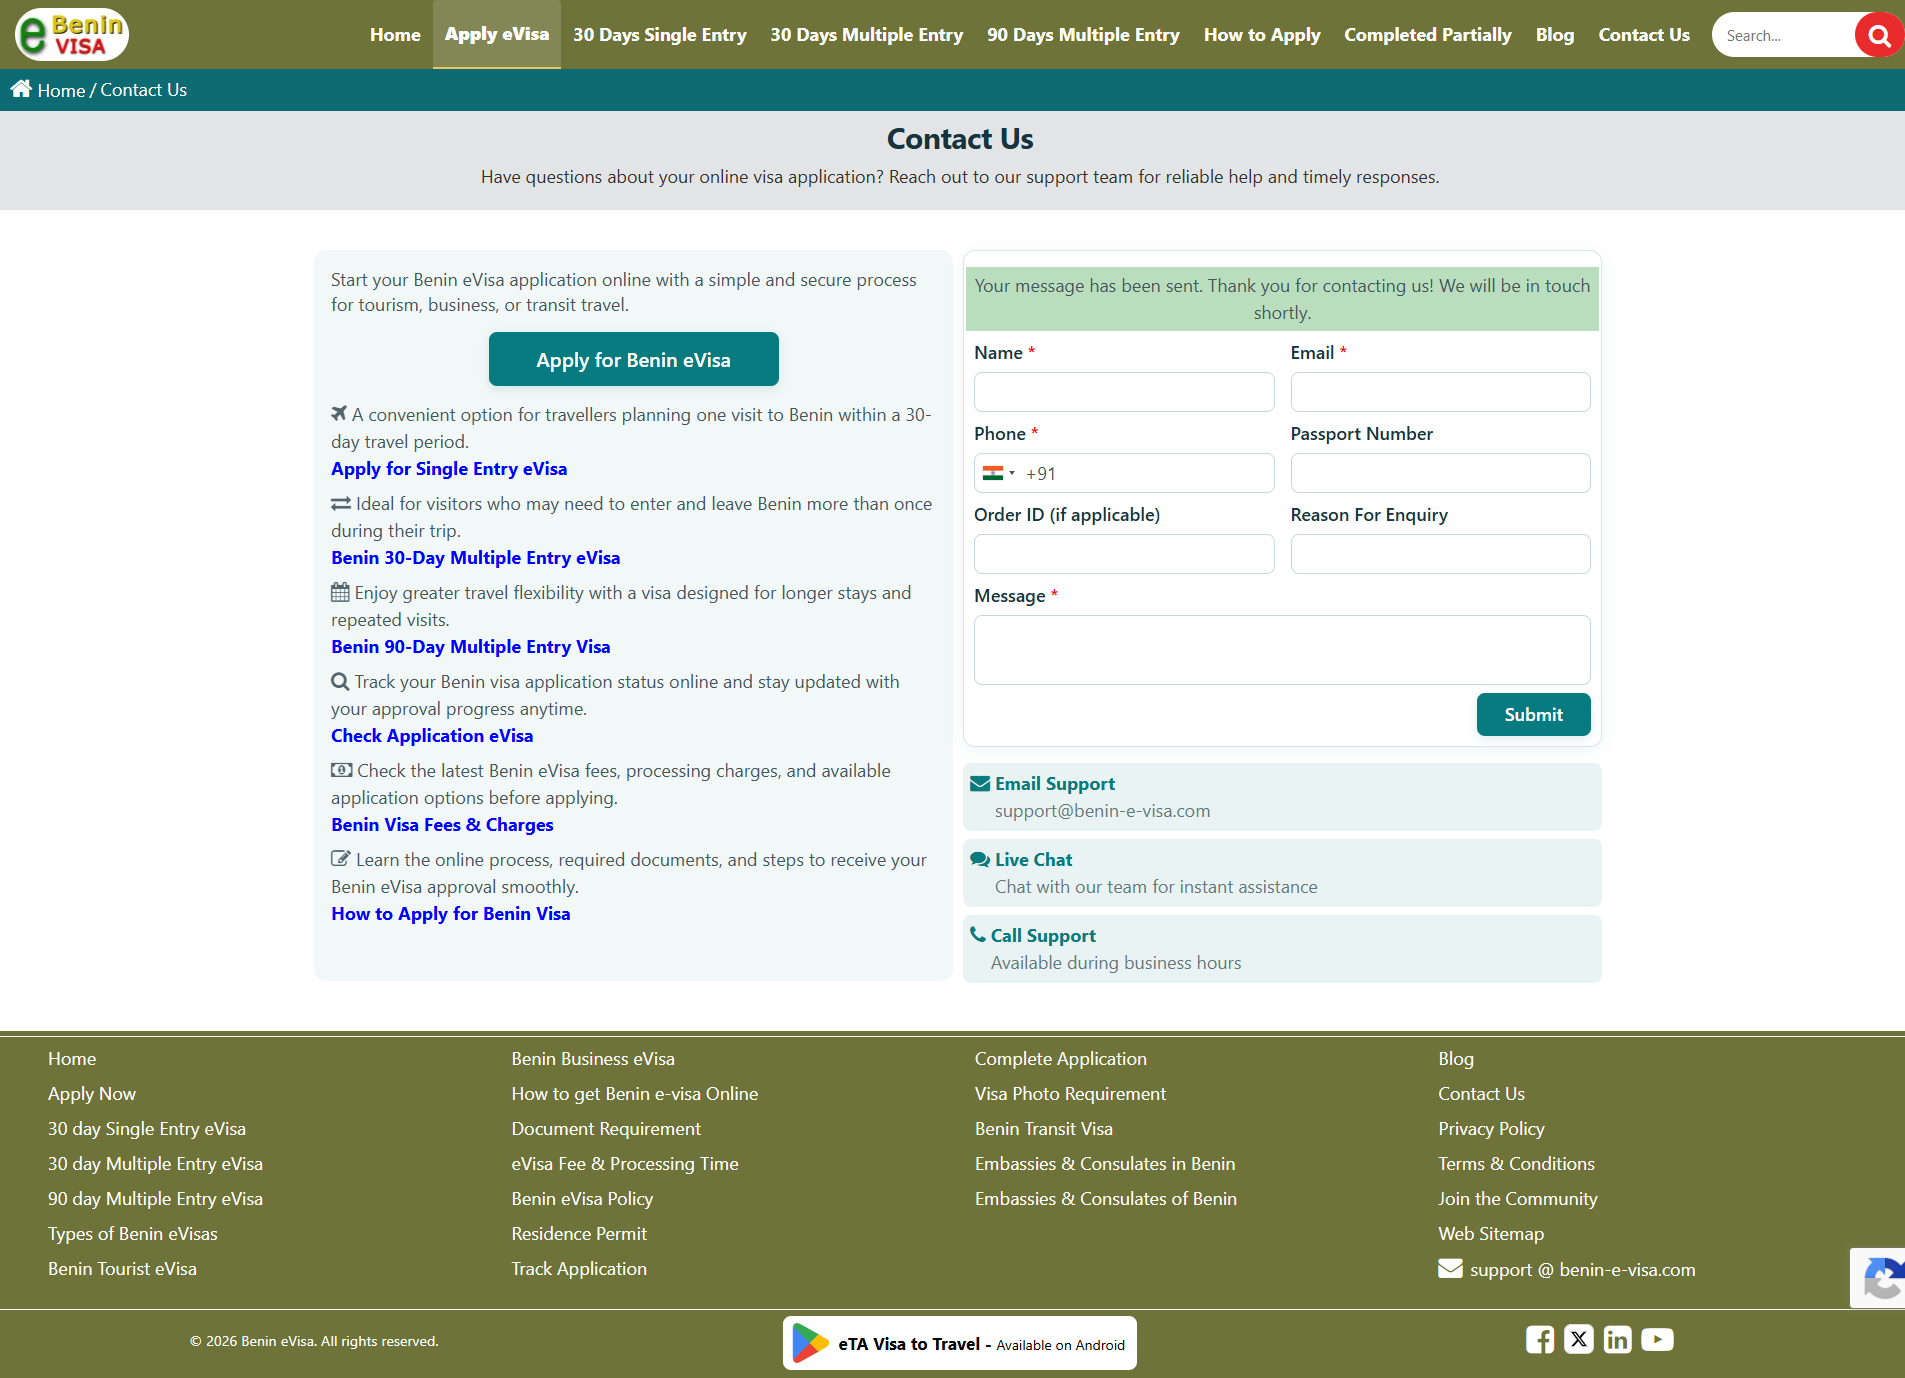 e Benin
VISA
Home
Apply eVisa
30 Days Single Entry
30 Days Multiple Entry
90 Days Multiple Entry
How to Apply
Completed Partially
Blog
Contact Us
Search...
Home / Contact Us
Contact Us
Have questions about your online visa application? Reach out to our support team for reliable help and timely responses.
Start your Benin eVisa application online with a simple and secure process
for tourism, business, or transit travel.
Apply for Benin eVisa
A convenient option for travellers planning one visit to Benin within a 30-
day travel period.
Apply for Single Entry eVisa
Ideal for visitors who may need to enter and leave Benin more than once
during their trip.
Benin 30-Day Multiple Entry eVisa
Enjoy greater travel flexibility with a visa designed for longer stays and
repeated visits.
Benin 90-Day Multiple Entry Visa
Track your Benin visa application status online and stay updated with
your approval progress anytime.
Check Application eVisa
Check the latest Benin eVisa fees, processing charges, and available
application options before applying.
Benin Visa Fees & Charges
Learn the online process, required documents, and steps to receive your
Benin eVisa approval smoothly.
How to Apply for Benin Visa
Your message has been sent. Thank you for contacting us! We will be in touch
shortly.
Name *
Email *
Phone *
Passport Number
+91
Order ID (if applicable)
Reason For Enquiry
Message *
Submit
Email Support
support@benin-e-visa.com
Live Chat
Chat with our team for instant assistance
Call Support
Available during business hours
Home
Apply Now
30 day Single Entry eVisa
30 day Multiple Entry eVisa
90 day Multiple Entry eVisa
Types of Benin eVisas
Benin Tourist eVisa
Benin Business eVisa
How to get Benin e-visa Online
Document Requirement
eVisa Fee & Processing Time
Benin eVisa Policy
Residence Permit
Track Application
Complete Application
Visa Photo Requirement
Benin Transit Visa
Embassies & Consulates in Benin
Embassies & Consulates of Benin
Blog
Contact Us
Privacy Policy
Terms & Conditions
Join the Community
Web Sitemap
support @ benin-e-visa.com
© 2026 Benin eVisa. All rights reserved.
eTA Visa to Travel - Available on Android